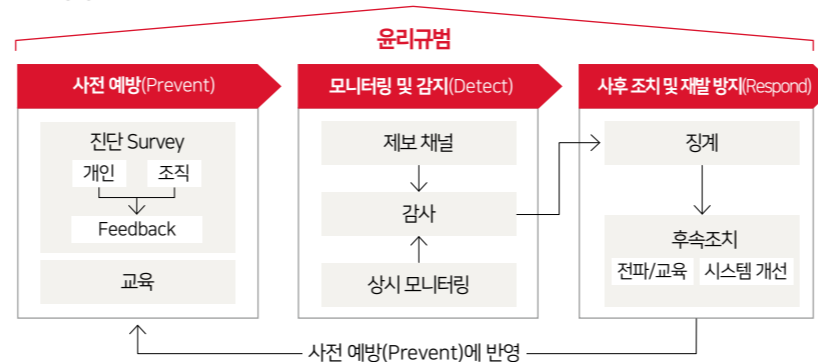 윤리규범
사전 예방(Prevent)
진단 Survey
개인 조직
Feedback
교육
모니터링 및 감지(Detect)
제보 채널
감사
상시 모니터링
사후 조치 및 재발 방지(Respond)
징계
후속조치
전파/교육 시스템 개선
사전 예방(Prevent)에 반영